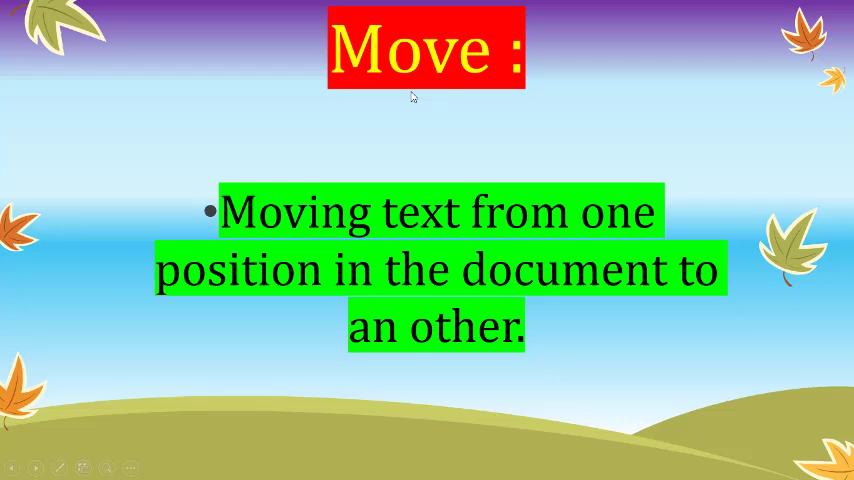 Move :
•Moving text from one
position in the document to
an other.